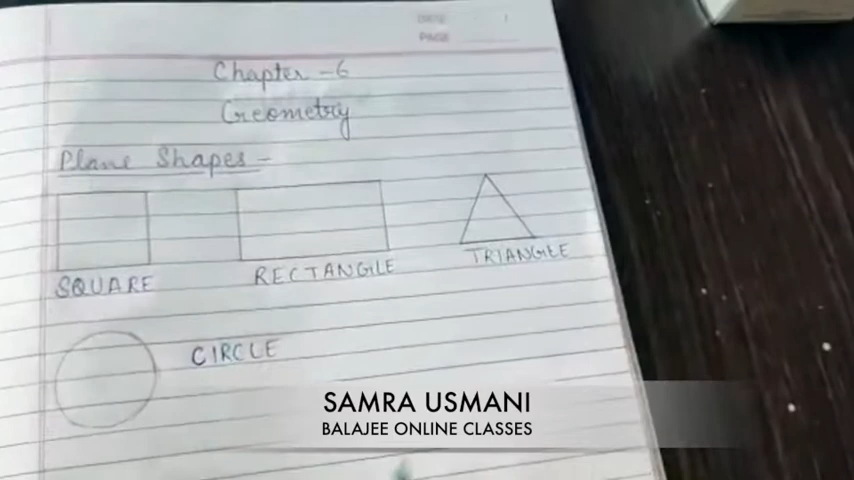 DATE
PAGE
Chapter - 6
Geometry
Plane Shapes -
SQUARE
RECTANGLE
TRIANGLE
CIRCLE
SAMRA USMANI
BALAJEE ONLINE CLASSES